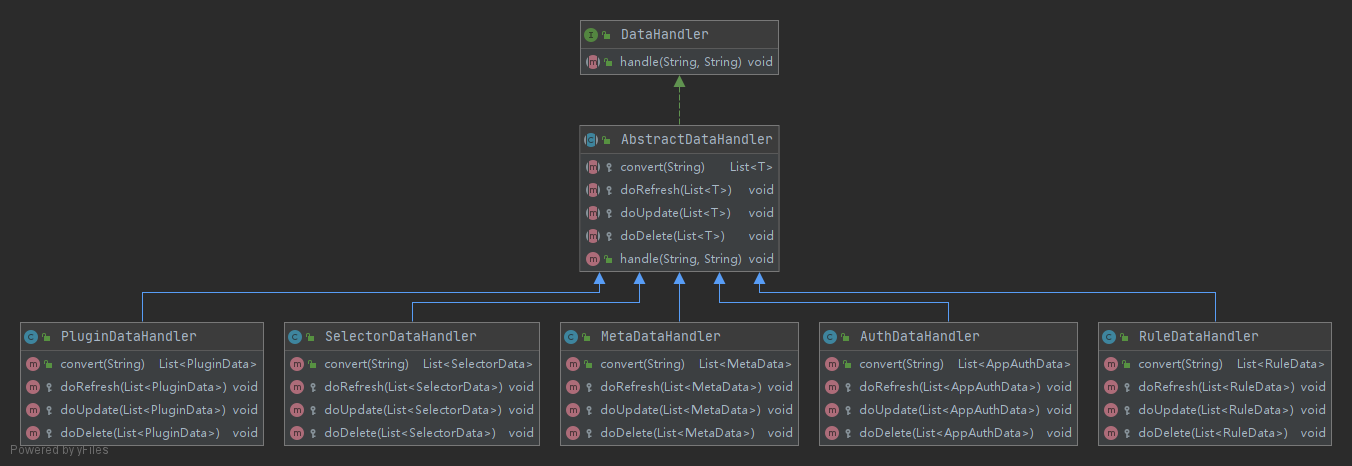 DataHandler
handle(String, String) void
AbstractDataHandler
convert(String) List<T>
doRefresh(List<T>) void
doUpdate(List<T>) void
doDelete(List<T>) void
handle(String, String) void
PluginDataHandler
convert(String) List<PluginData>
doRefresh(List<PluginData>) void
doUpdate(List<PluginData>) void
doDelete(List<PluginData>) void
SelectorDataHandler
convert(String) List<SelectorData>
doRefresh(List<SelectorData>) void
doUpdate(List<SelectorData>) void
doDelete(List<SelectorData>) void
MetaDataHandler
convert(String) List<MetaData>
doRefresh(List<MetaData>) void
doUpdate(List<MetaData>) void
doDelete(List<MetaData>) void
AuthDataHandler
convert(String) List<AppAuthData>
doRefresh(List<AppAuthData>) void
doUpdate(List<AppAuthData>) void
doDelete(List<AppAuthData>) void
RuleDataHandler
convert(String) List<RuleData>
doRefresh(List<RuleData>) void
doUpdate(List<RuleData>) void
doDelete(List<RuleData>) void
Powered by yFiles